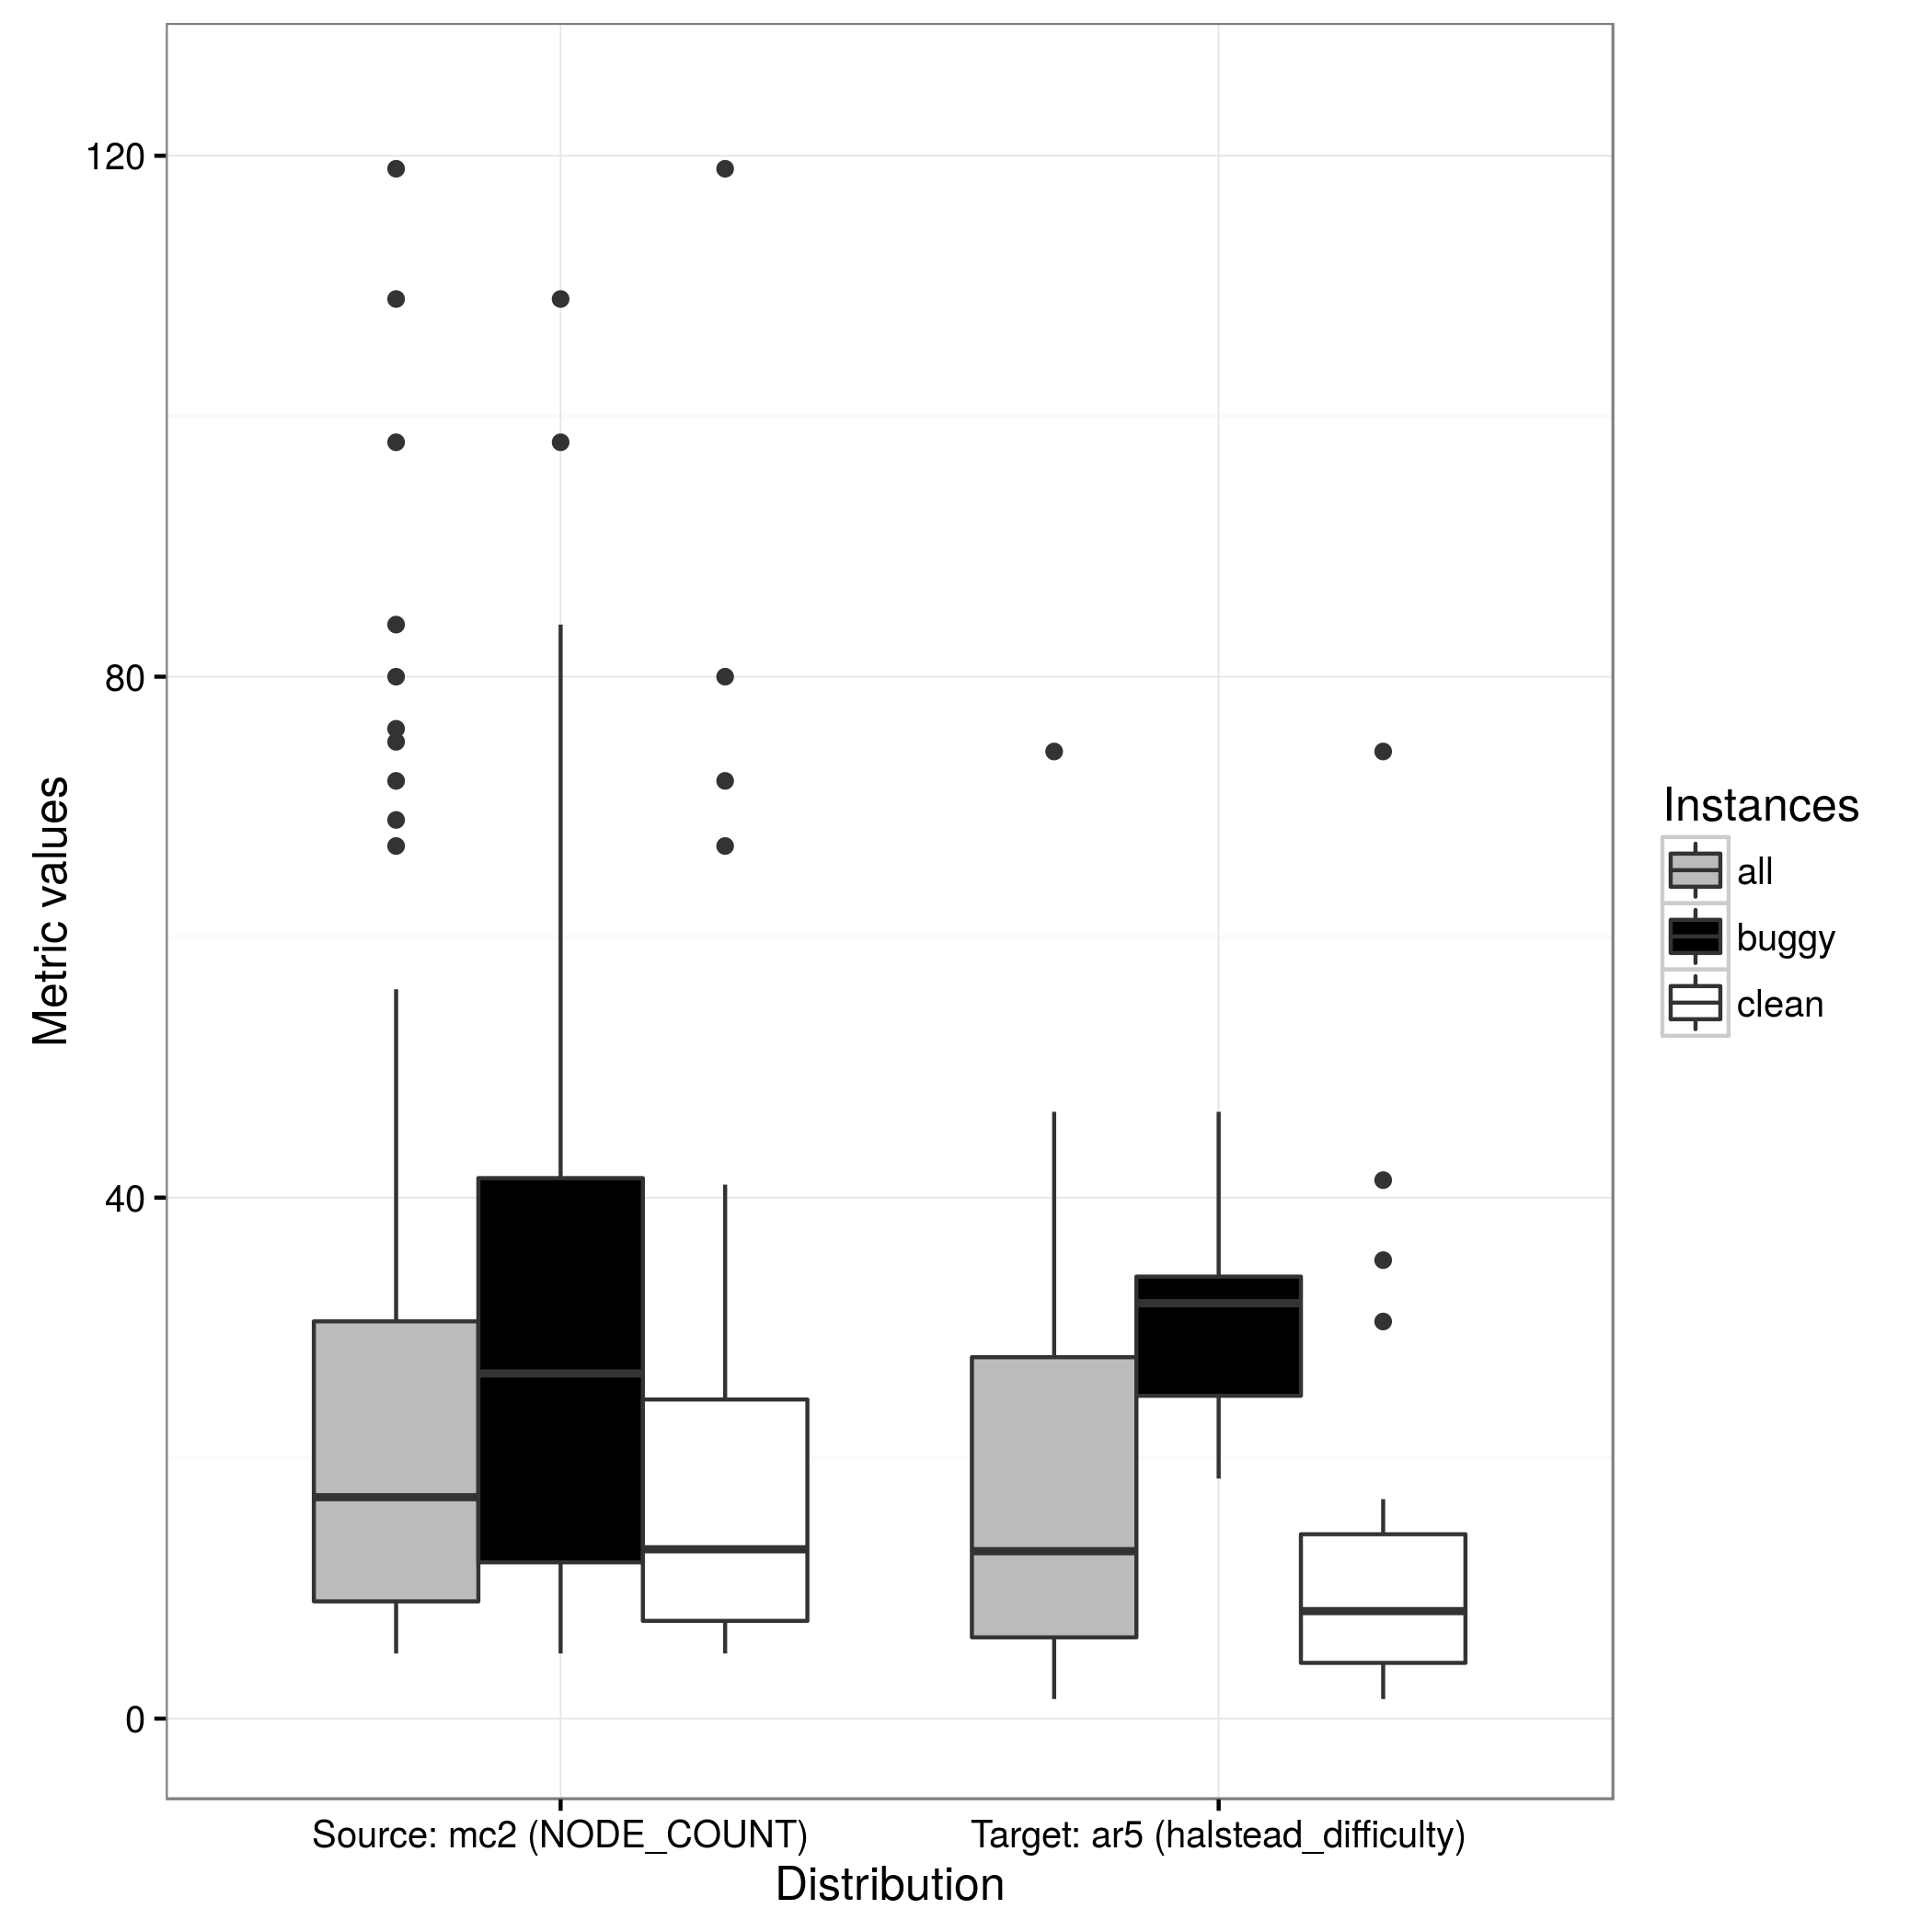 120
80
40
0
Metric values
Source: mc2 (NODE_COUNT)
Target: ar5 (halstead_difficulty)
Distribution
Instances
all
buggy
clean